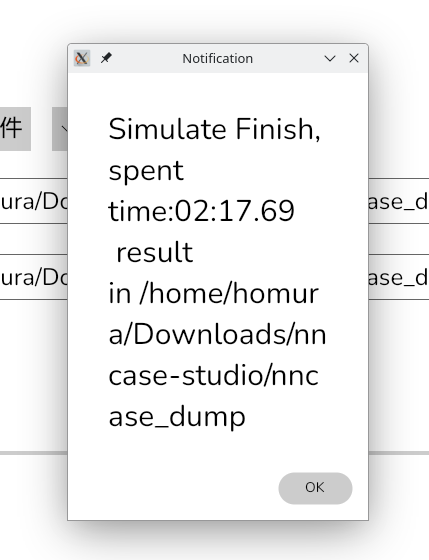 Notification
件
Simulate Finish,
spent
time:02:17.69
result
in /home/homur
a/Downloads/nn
case-studio/nnc
ase_dump
ura/Do
ase_d
ura/Do
ase_d
OK